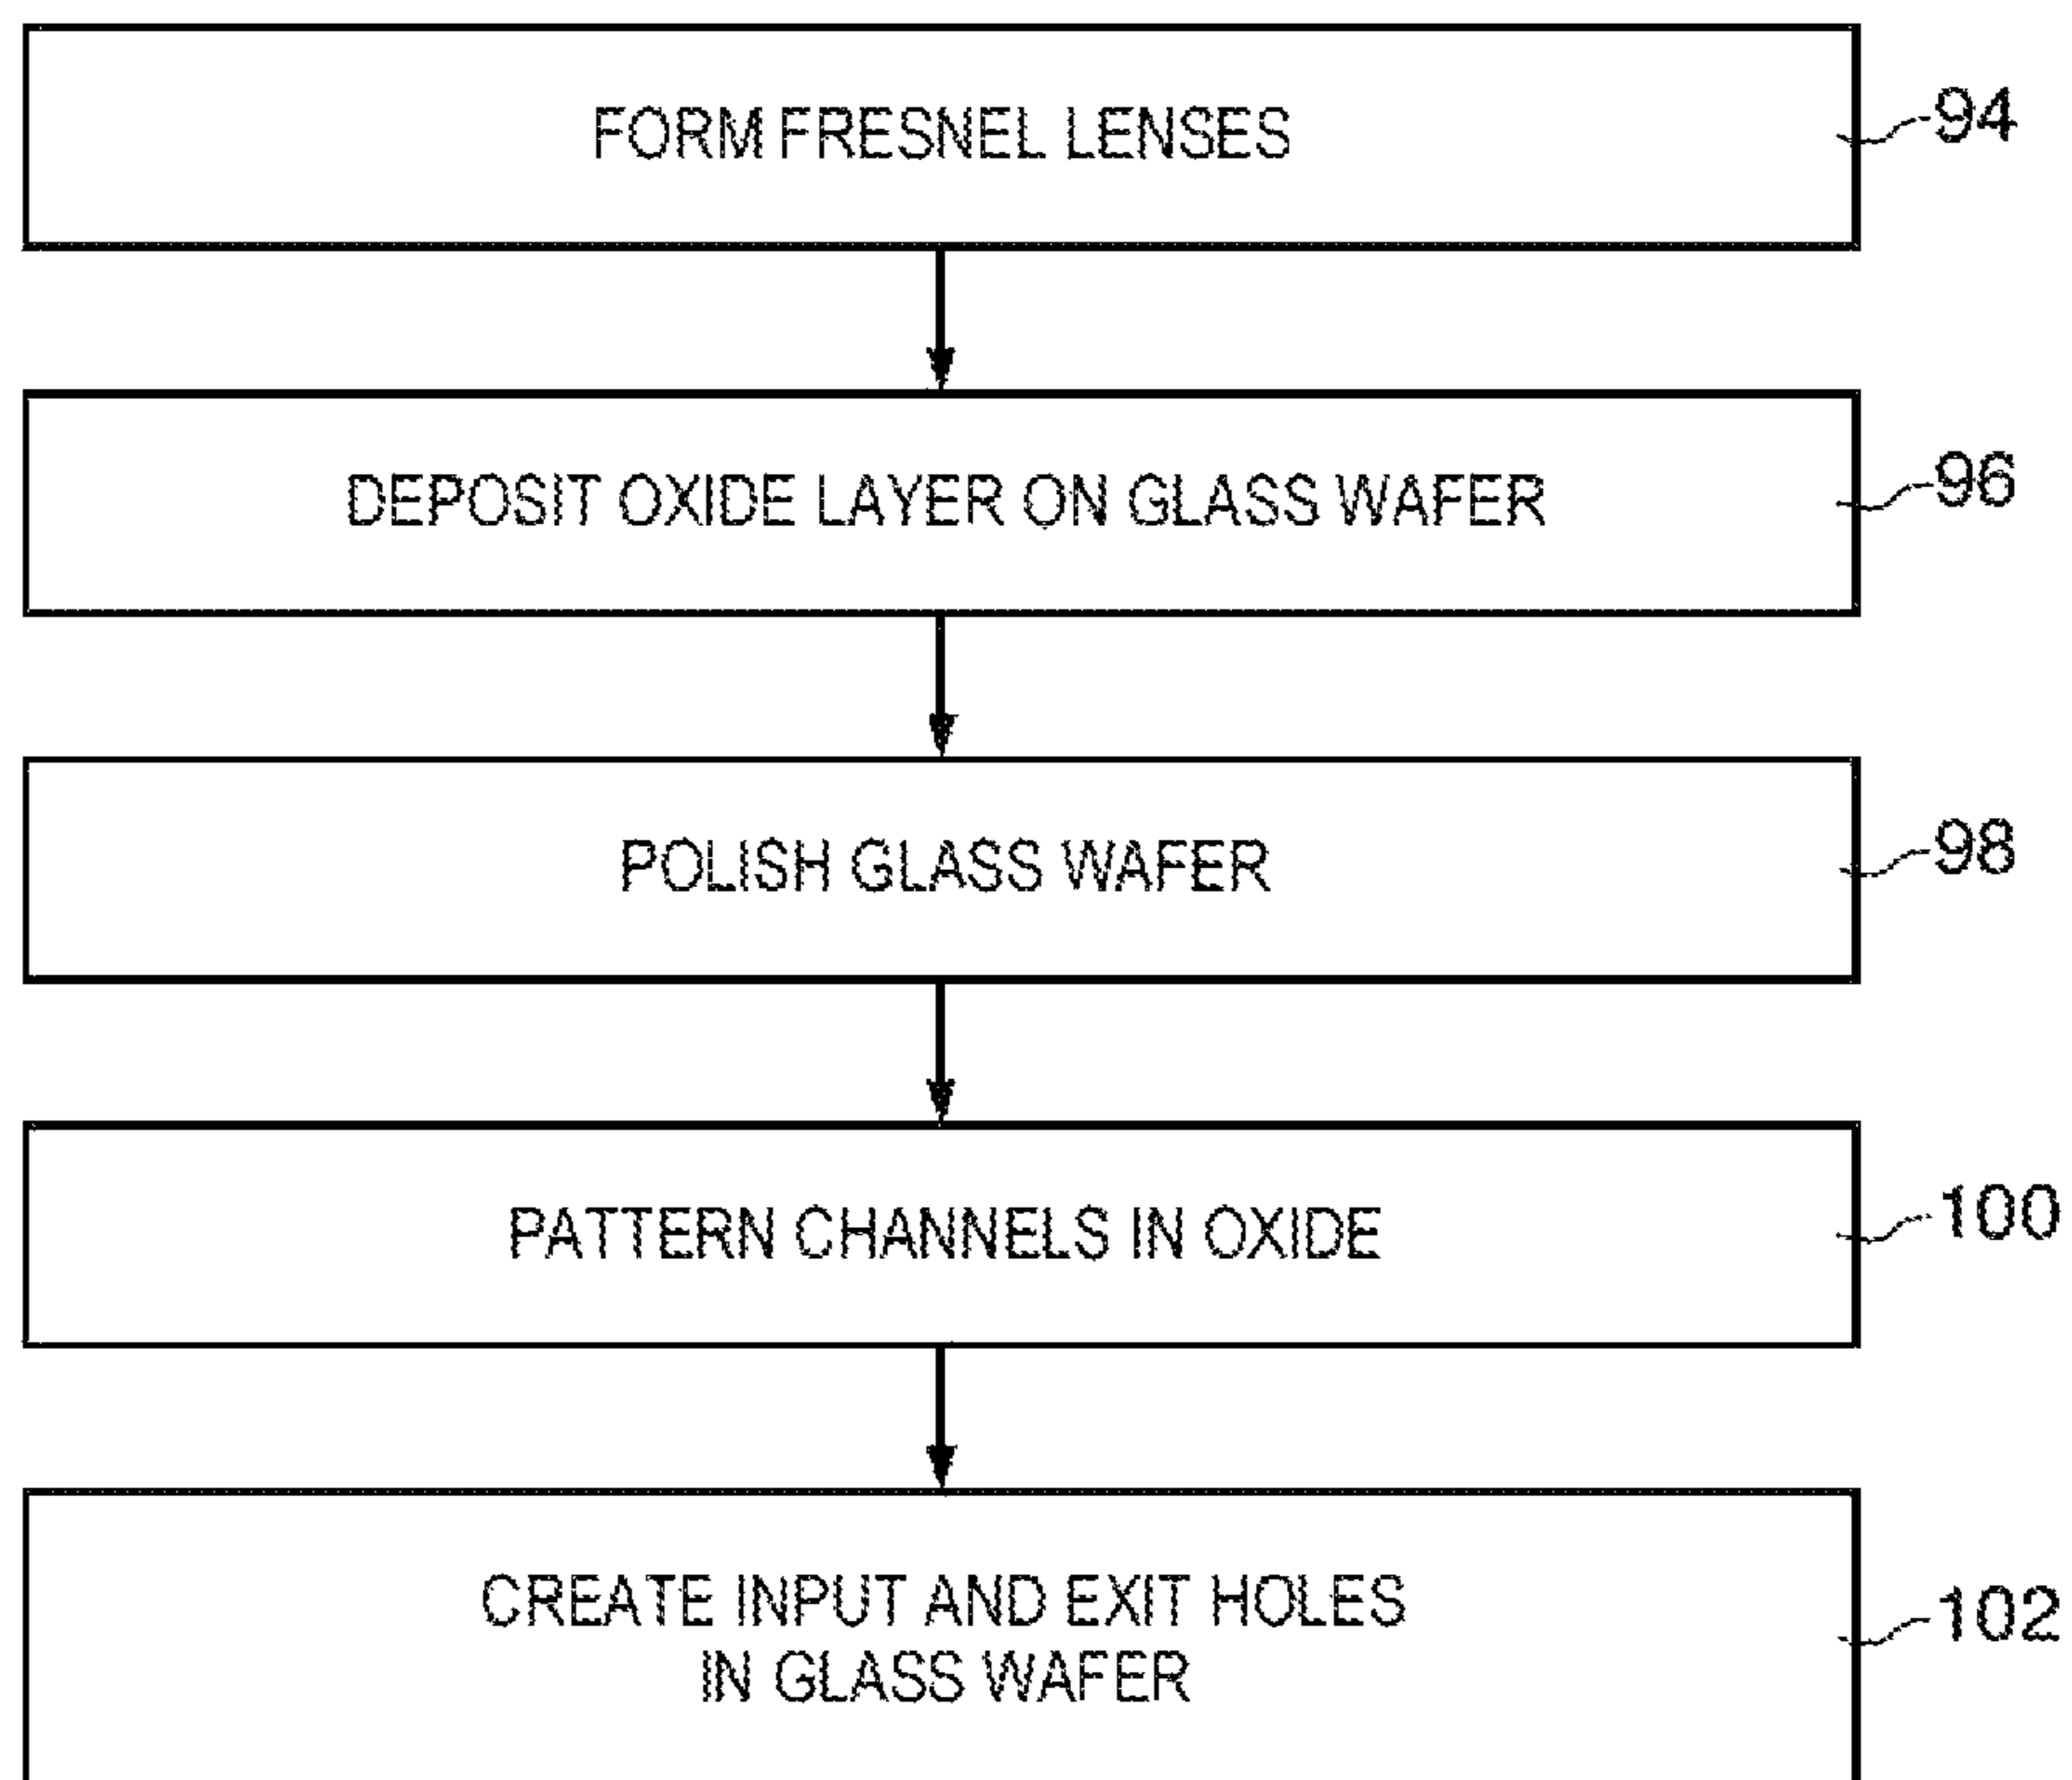 FORM FRESNEL LENSES
94
DEPOSIT OXIDE LAYER ON GLASS WAFER
96
POLISH GLASS WAFER
98
PATTERN CHANNELS IN OXIDE
100
CREATE INPUT AND EXIT HOLES
IN GLASS WAFER
102